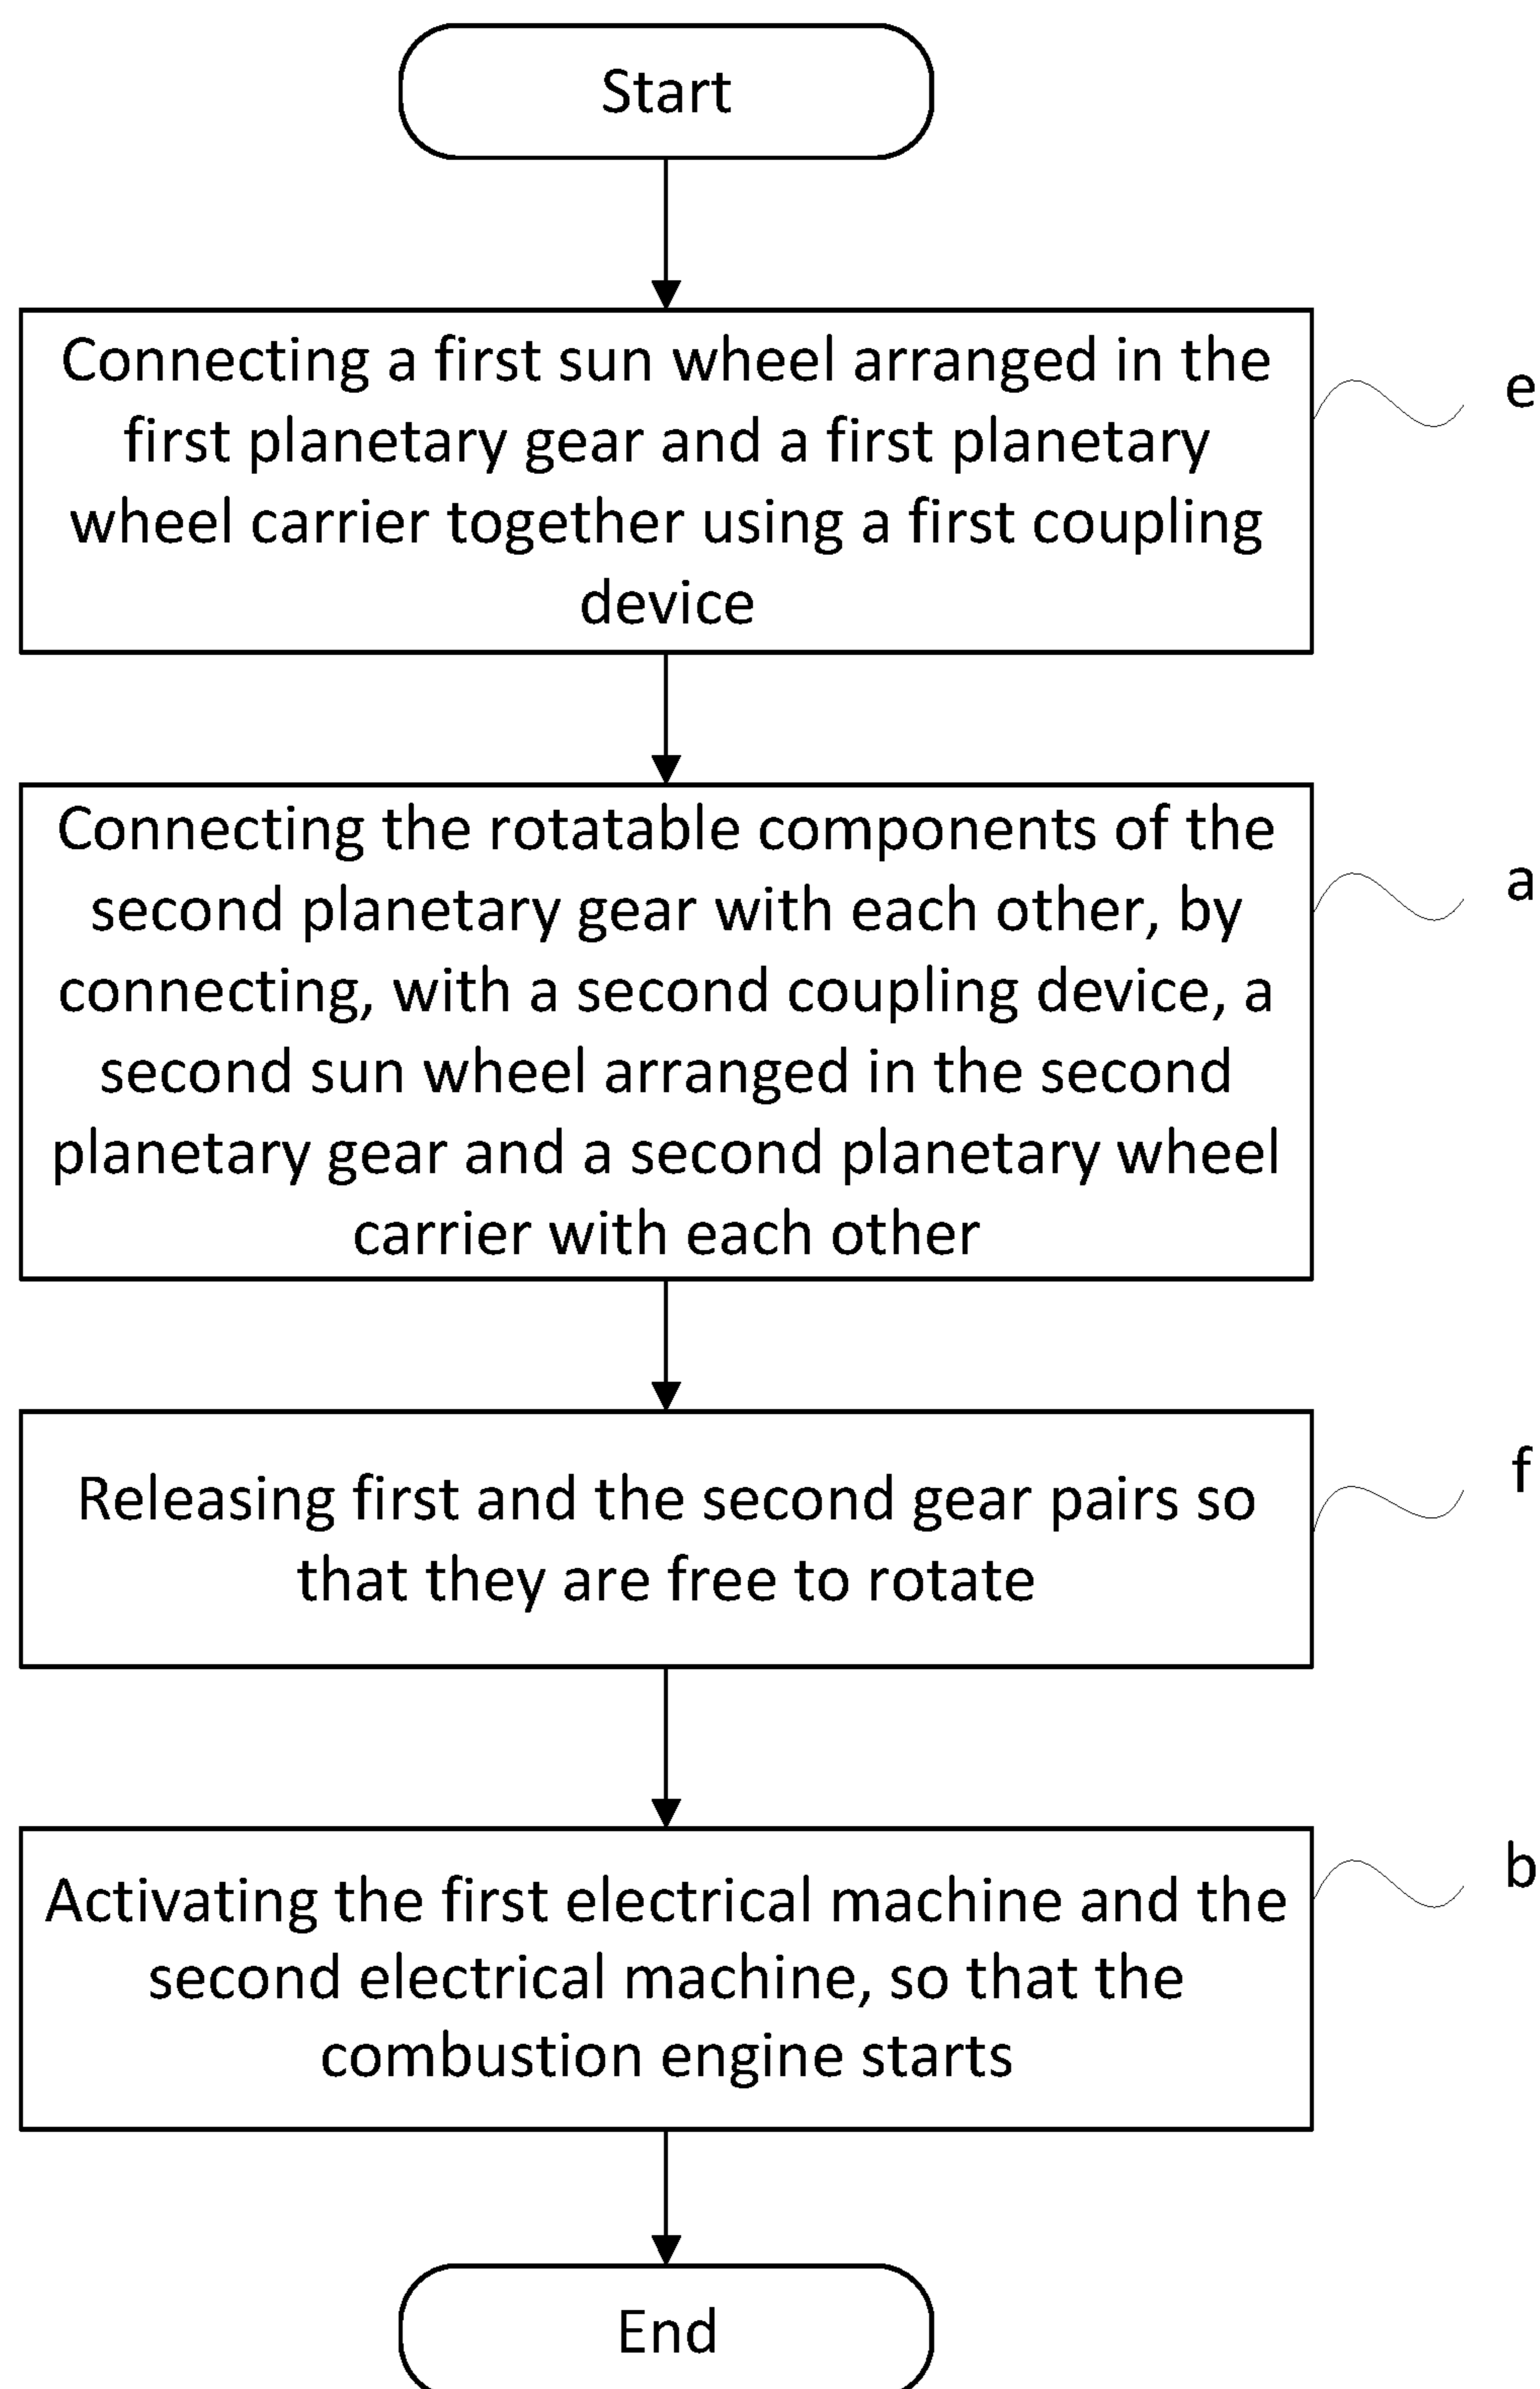 Start
Connecting a first sun wheel arranged in the
first planetary gear and a first planetary
wheel carrier together using a first coupling
device
e
Connecting the rotatable components of the
second planetary gear with each other, by
connecting, with a second coupling device, a
second sun wheel arranged in the second
planetary gear and a second planetary wheel
carrier with each other
a
Releasing first and the second gear pairs so
that they are free to rotate
f
Activating the first electrical machine and the
second electrical machine, so that the
combustion engine starts
b
End